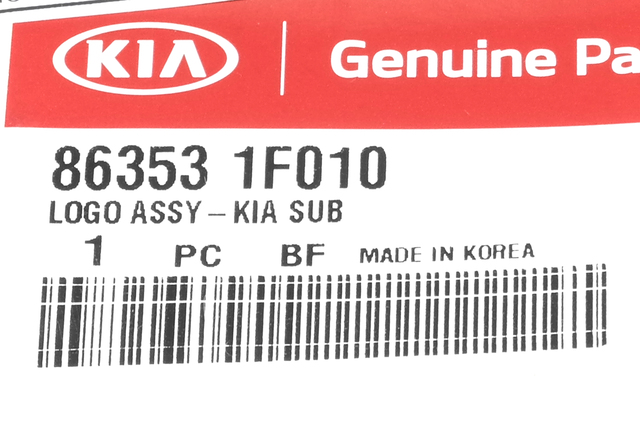 KIA Genuine Pa
86353 1F010
LOGO ASSY – KIA SUB
1 PC BF MADE IN KOREA